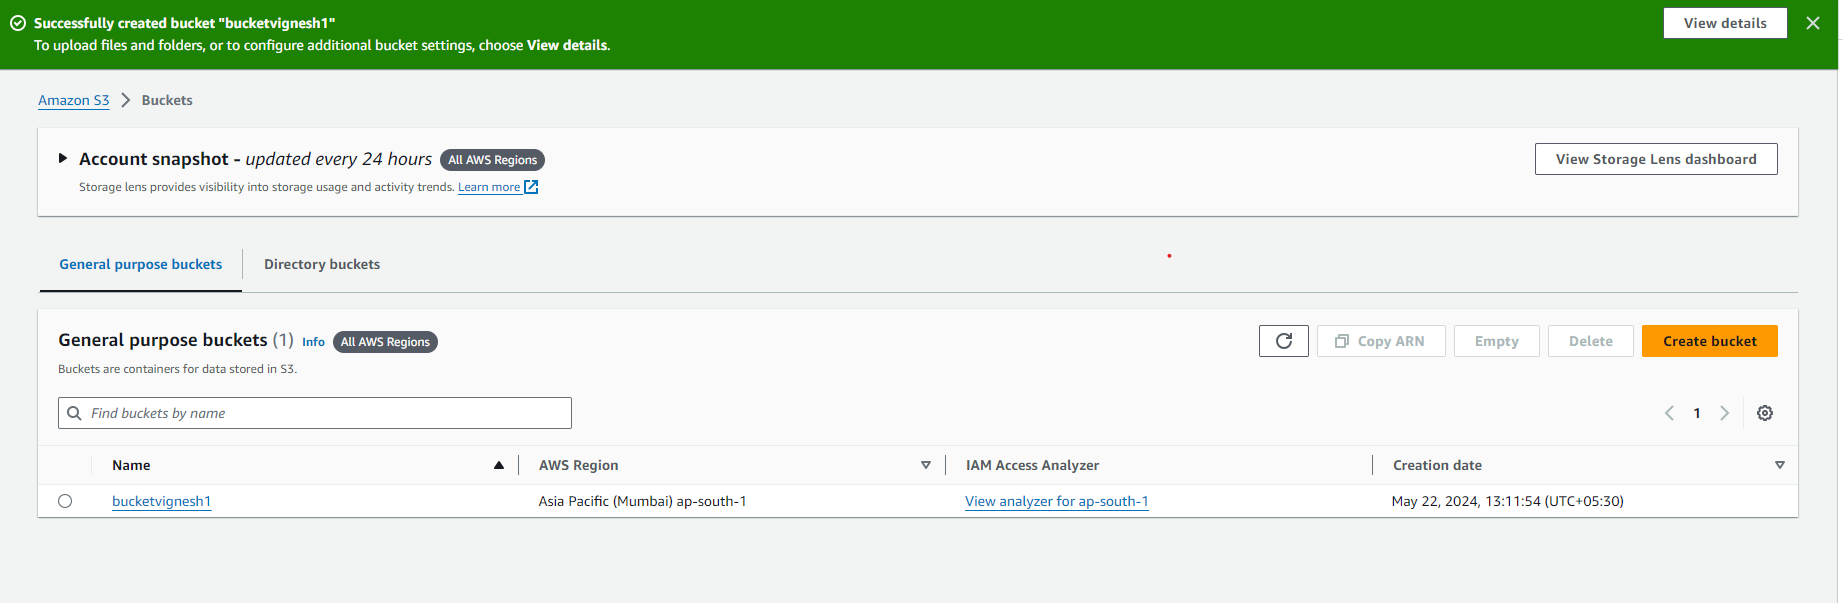 Successfully created bucket "bucketvignesh1"
To upload files and folders, or to configure additional bucket settings, choose View details.
View details
Amazon S3 Buckets
Account snapshot - updated every 24 hours All AWS Regions
Storage lens provides visibility into storage usage and activity trends. Learn more
View Storage Lens dashboard
General purpose buckets Directory buckets
General purpose buckets (1) Info All AWS Regions
Buckets are containers for data stored in S3.
Copy ARN Empty Delete Create bucket
Find buckets by name
1
Name AWS Region IAM Access Analyzer Creation date
bucketvignesh1 Asia Pacific (Mumbai) ap-south-1 View analyzer for ap-south-1 May 22, 2024, 13:11:54 (UTC+05:30)